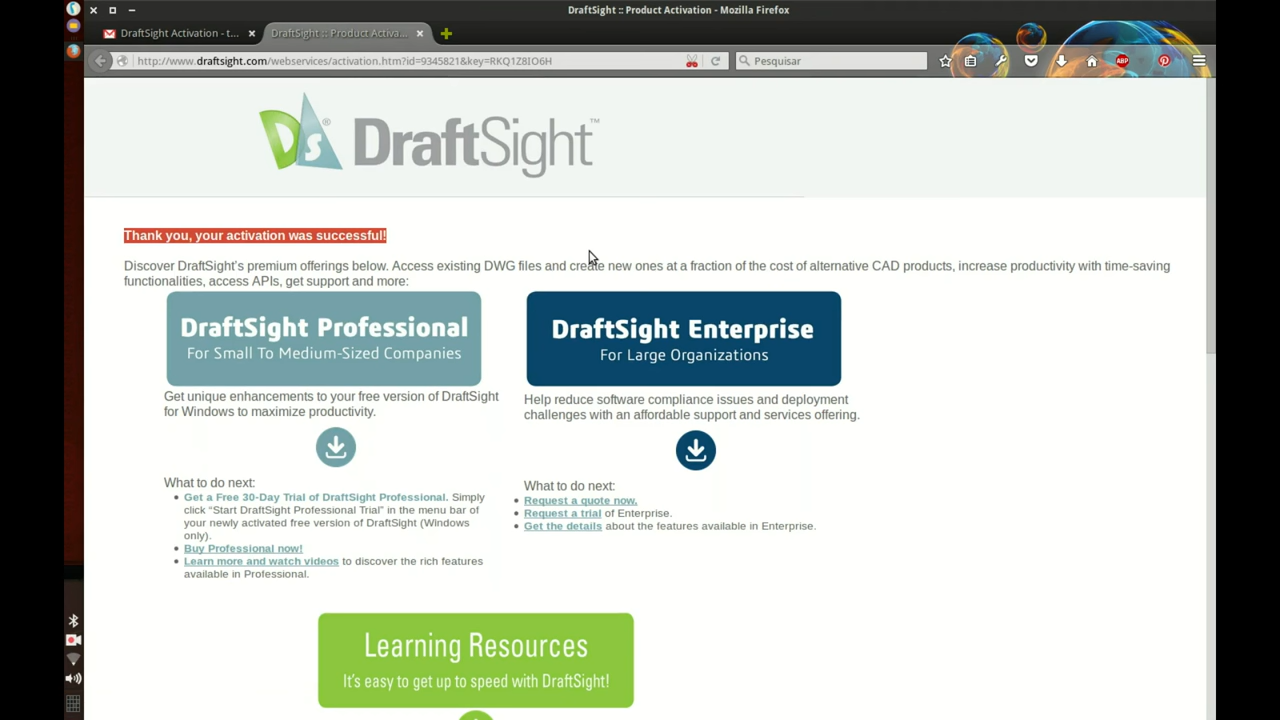 DraftSight :: Product Activation - Mozilla Firefox
DraftSight Activation - t...
DraftSight :: Product Activa...
http://www.draftsight.com/webservices/activation.htm?id=9345821&key=RKQ1Z8IO6H
Pesquisar
ABP
DS® DraftSight™
Thank you, your activation was successful!
Discover DraftSight's premium offerings below. Access existing DWG files and create new ones at a fraction of the cost of alternative CAD products, increase productivity with time-saving
functionalities, access APIs, get support and more:
DraftSight Professional
For Small To Medium-Sized Companies
Get unique enhancements to your free version of DraftSight
for Windows to maximize productivity.
What to do next:
• Get a Free 30-Day Trial of DraftSight Professional. Simply
click “Start DraftSight Professional Trial” in the menu bar of
your newly activated free version of DraftSight (Windows
only).
• Buy Professional now!
• Learn more and watch videos to discover the rich features
available in Professional.
DraftSight Enterprise
For Large Organizations
Help reduce software compliance issues and deployment
challenges with an affordable support and services offering.
What to do next:
• Request a quote now.
• Request a trial of Enterprise.
• Get the details about the features available in Enterprise.
Learning Resources
It's easy to get up to speed with DraftSight!